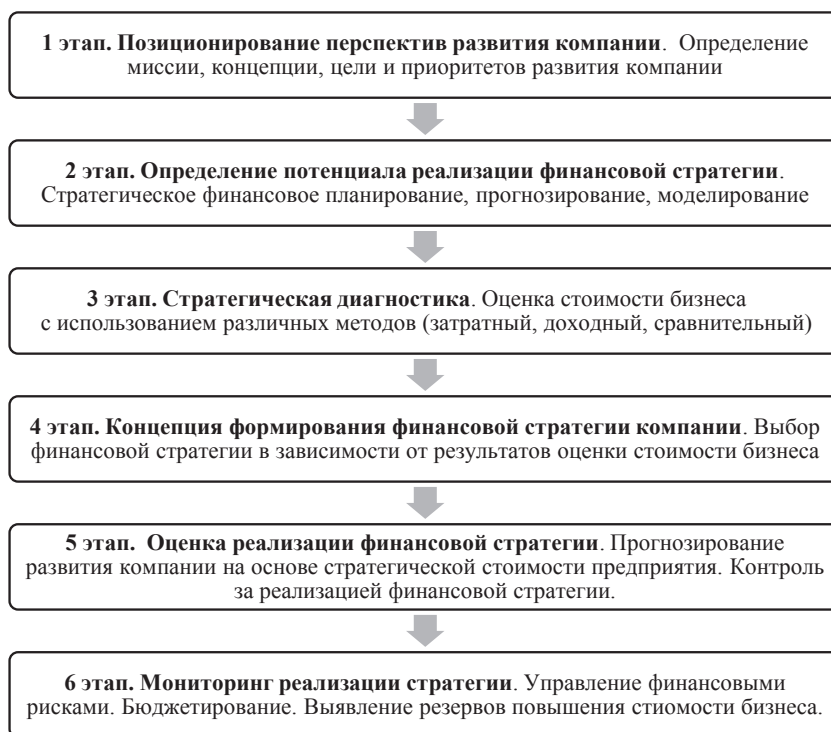 1 этап. Позиционирование перспектив развития компании. Определение
миссии, концепции, цели и приоритетов развития компании
2 этап. Определение потенциала реализации финансовой стратегии.
Стратегическое финансовое планирование, прогнозирование, моделирование
3 этап. Стратегическая диагностика. Оценка стоимости бизнеса
с использованием различных методов (затратный, доходный, сравнительный)
4 этап. Концепция формирования финансовой стратегии компании. Выбор
финансовой стратегии в зависимости от результатов оценки стоимости бизнеса
5 этап. Оценка реализации финансовой стратегии. Прогнозирование
развития компании на основе стратегической стоимости предприятия. Контроль
за реализацией финансовой стратегии.
6 этап. Мониторинг реализации стратегии. Управление финансовыми
рисками. Бюджетирование. Выявление резервов повышения стиомости бизнеса.